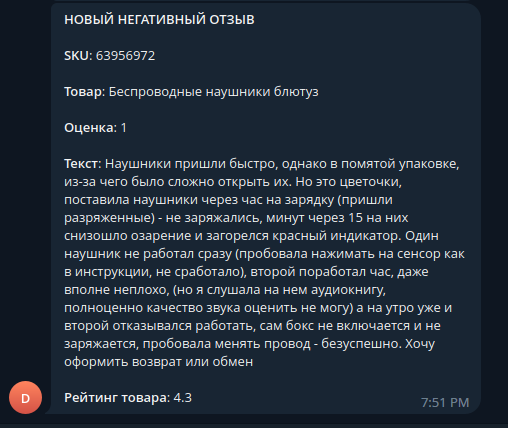 НОВЫЙ НЕГАТИВНЫЙ ОТЗЫВ
SKU: 63956972
Товар: Беспроводные наушники блютуз
Оценка: 1
Текст: Наушники пришли быстро, однако в помятой упаковке,
из-за чего было сложно открыть их. Но это цветочки,
поставила наушники через час на зарядку (пришли
разряженные) - не заряжались, минут через 15 на них
снизошло озарение и загорелся красный индикатор. Один
наушник не работал сразу (пробовала нажимать на сенсор как
в инструкции, не сработало), второй поработал час, даже
вполне неплохо, (но я слушала на нем аудиокнигу,
полноценно качество звука оценить не могу) а на утро уже и
второй отказывался работать, сам бокс не включается и не
заряжается, пробовала менять провод - безуспешно. Хочу
оформить возврат или обмен
Рейтинг товара: 4.3
D
7:51 PM